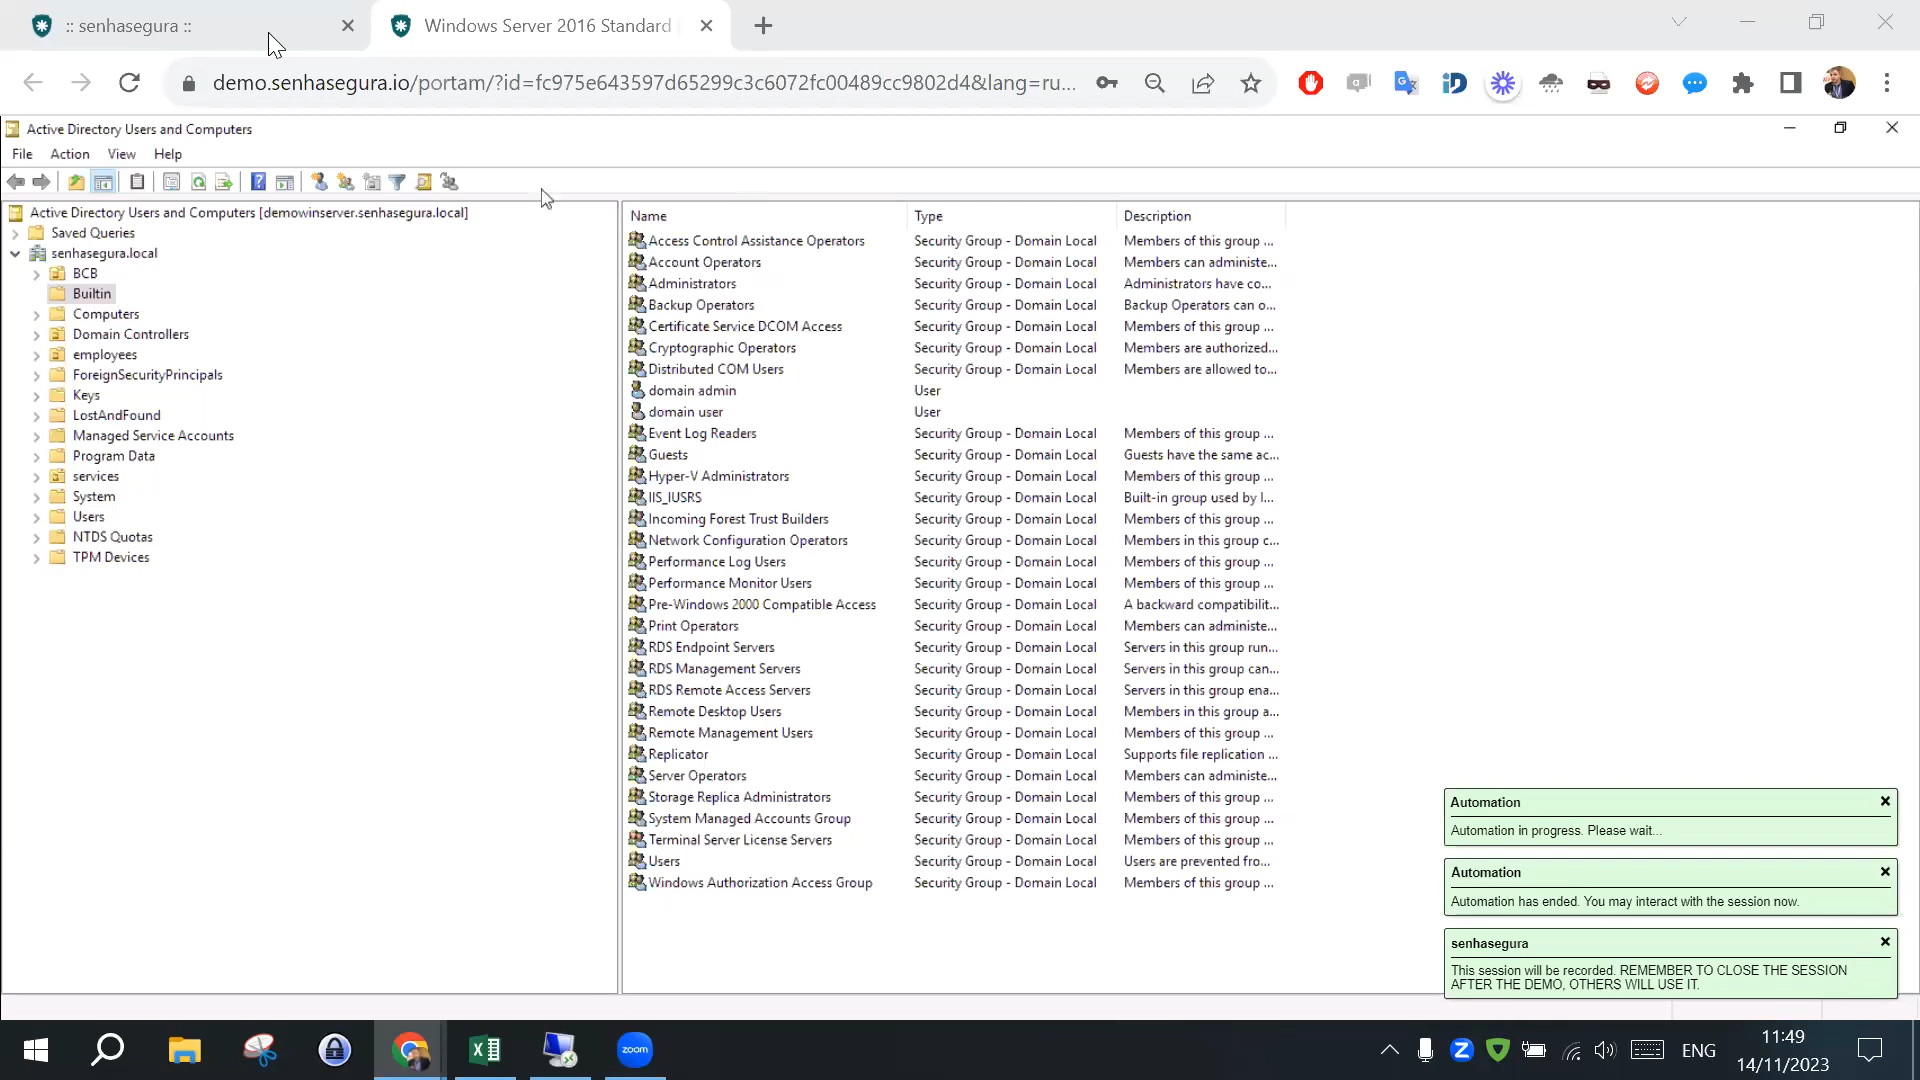 :: senhasegura ::
Windows Server 2016 Standard
demo.senhasegura.io/portam/?id=fc975e643597d65299c3c6072fc00489cc9802d4&lang=ru...
Active Directory Users and Computers
File Action View Help
Active Directory Users and Computers [demowinserver.senhasegura.local]
Saved Queries
senhasegura.local
BCB
Builtin
Computers
Domain Controllers
employees
ForeignSecurityPrincipals
Keys
LostAndFound
Managed Service Accounts
Program Data
services
System
Users
NTDS Quotas
TPM Devices
Name Type Description
Access Control Assistance Operators Security Group - Domain Local Members of this group ...
Account Operators Security Group - Domain Local Members can administe...
Administrators Security Group - Domain Local Administrators have co...
Backup Operators Security Group - Domain Local Backup Operators can o...
Certificate Service DCOM Access Security Group - Domain Local Members of this group ...
Cryptographic Operators Security Group - Domain Local Members are authorized...
Distributed COM Users Security Group - Domain Local Members are allowed to...
domain admin User
domain user User
Event Log Readers Security Group - Domain Local Members of this group ...
Guests Security Group - Domain Local Guests have the same ac...
Hyper-V Administrators Security Group - Domain Local Members of this group ...
IIS_IUSRS Security Group - Domain Local Built-in group used by I...
Incoming Forest Trust Builders Security Group - Domain Local Members of this group ...
Network Configuration Operators Security Group - Domain Local Members in this group c...
Performance Log Users Security Group - Domain Local Members of this group ...
Performance Monitor Users Security Group - Domain Local Members of this group ...
Pre-Windows 2000 Compatible Access Security Group - Domain Local A backward compatibilit...
Print Operators Security Group - Domain Local Members can administe...
RDS Endpoint Servers Security Group - Domain Local Servers in this group run...
RDS Management Servers Security Group - Domain Local Servers in this group can...
RDS Remote Access Servers Security Group - Domain Local Servers in this group ena...
Remote Desktop Users Security Group - Domain Local Members in this group a...
Remote Management Users Security Group - Domain Local Members of this group ...
Replicator Security Group - Domain Local Supports file replication ...
Server Operators Security Group - Domain Local Members can administe...
Storage Replica Administrators Security Group - Domain Local Members of this group ...
System Managed Accounts Group Security Group - Domain Local Members of this group ...
Terminal Server License Servers Security Group - Domain Local Members of this group ...
Users Security Group - Domain Local Users are prevented fro...
Windows Authorization Access Group Security Group - Domain Local Members of this group ...
Automation
Automation in progress. Please wait...
Automation
Automation has ended. You may interact with the session now.
senhasegura
This session will be recorded. REMEMBER TO CLOSE THE SESSION
AFTER THE DEMO, OTHERS WILL USE IT.
zoom
ENG
11:49
14/11/2023